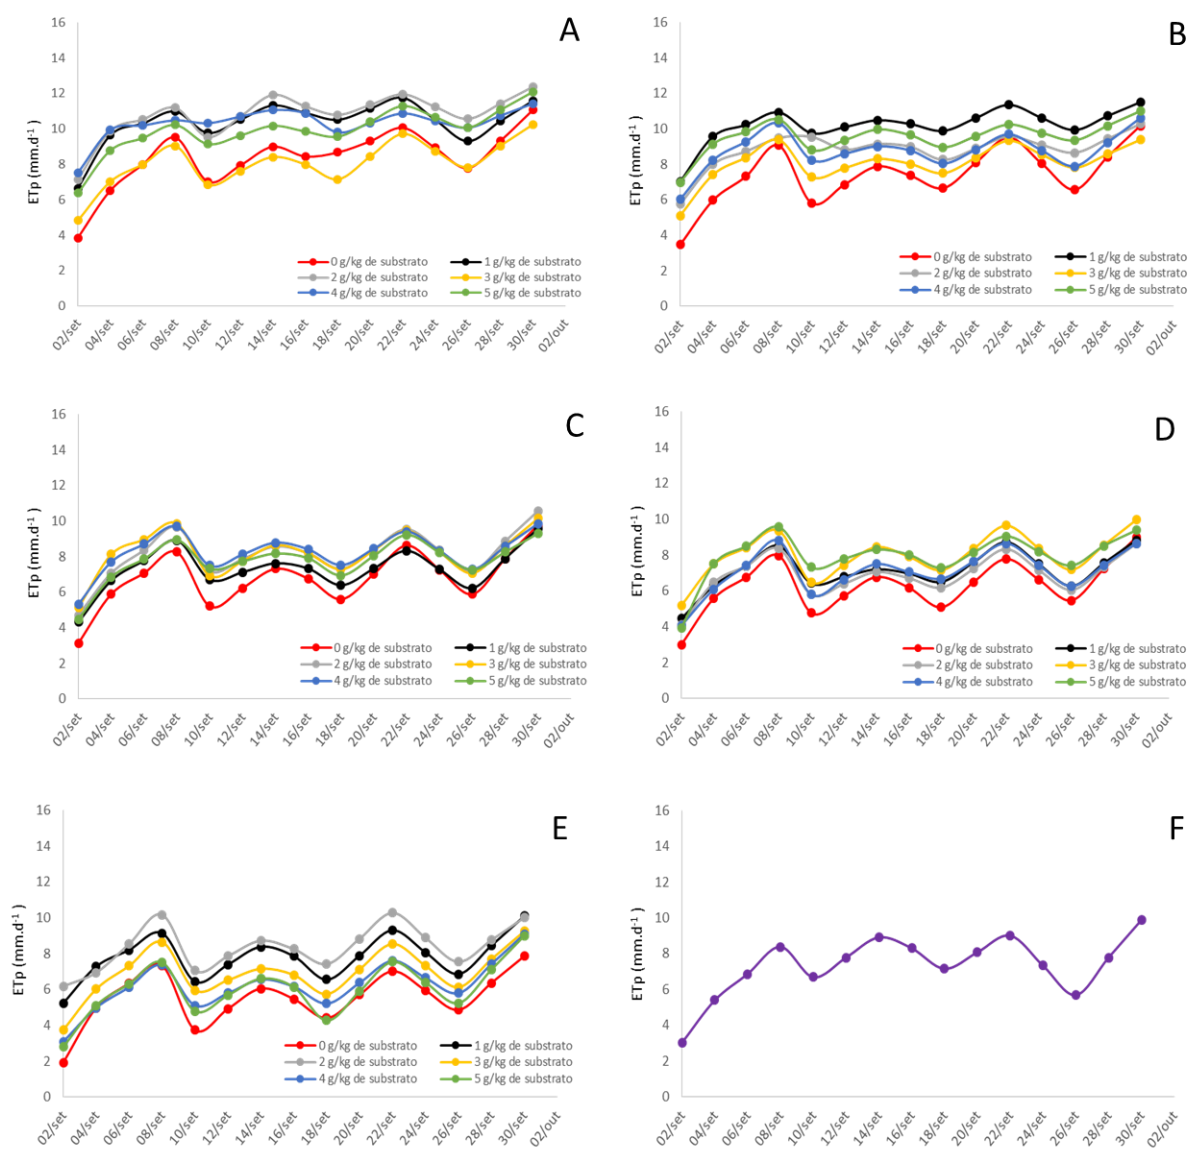 A
ETp (mm.d-1 )
16
14
12
10
8
6
4
2
0
0 g/kg de substrato
1 g/kg de substrato
2 g/kg de substrato
3 g/kg de substrato
4 g/kg de substrato
5 g/kg de substrato
02/set
04/set
06/set
08/set
10/set
12/set
14/set
16/set
18/set
20/set
22/set
24/set
26/set
28/set
30/set
02/out
B
ETp (mm.d-1 )
16
14
12
10
8
6
4
2
0
0 g/kg de substrato
1 g/kg de substrato
2 g/kg de substrato
3 g/kg de substrato
4 g/kg de substrato
5 g/kg de substrato
02/set
04/set
06/set
08/set
10/set
12/set
14/set
16/set
18/set
20/set
22/set
24/set
26/set
28/set
30/set
02/out
C
ETp (mm.d-1 )
16
14
12
10
8
6
4
2
0
0 g/kg de substrato
1 g/kg de substrato
2 g/kg de substrato
3 g/kg de substrato
4 g/kg de substrato
5 g/kg de substrato
02/set
04/set
06/set
08/set
10/set
12/set
14/set
16/set
18/set
20/set
22/set
24/set
26/set
28/set
30/set
02/out
D
ETp (mm.d-1 )
16
14
12
10
8
6
4
2
0
0 g/kg de substrato
1 g/kg de substrato
2 g/kg de substrato
3 g/kg de substrato
4 g/kg de substrato
5 g/kg de substrato
02/set
04/set
06/set
08/set
10/set
12/set
14/set
16/set
18/set
20/set
22/set
24/set
26/set
28/set
30/set
02/out
E
ETp (mm.d-1 )
16
14
12
10
8
6
4
2
0
0 g/kg de substrato
1 g/kg de substrato
2 g/kg de substrato
3 g/kg de substrato
4 g/kg de substrato
5 g/kg de substrato
02/set
04/set
06/set
08/set
10/set
12/set
14/set
16/set
18/set
20/set
22/set
24/set
26/set
28/set
30/set
02/out
F
ETp (mm.d-1 )
16
14
12
10
8
6
4
2
0
02/set
04/set
06/set
08/set
10/set
12/set
14/set
16/set
18/set
20/set
22/set
24/set
26/set
28/set
30/set
02/out